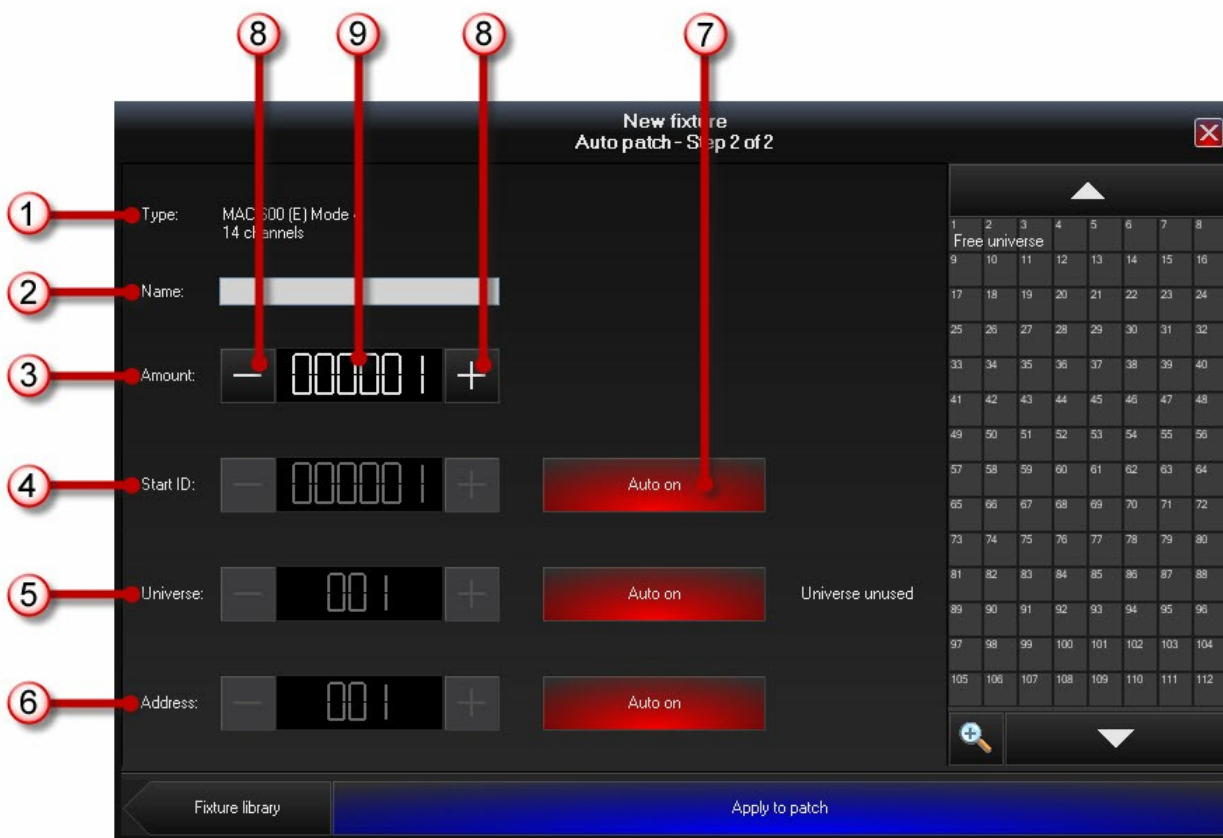 8 9 8 7
New fixture
Auto patch - Step 2 of 2
1 Type: MAC 600 (E) Mode
14 channels
2 Name:
3 Amount: — 000001 +
4 Start ID: — 000001 + Auto on
5 Universe: — 001 + Auto on Universe unused
6 Address: — 001 + Auto on
1 2 3 4 5 6 7 8
Free universe
9 10 11 12 13 14 15 16
17 18 19 20 21 22 23 24
25 26 27 28 29 30 31 32
33 34 35 36 37 38 39 40
41 42 43 44 45 46 47 48
49 50 51 52 53 54 55 56
57 58 59 60 61 62 63 64
65 66 67 68 69 70 71 72
73 74 75 76 77 78 79 80
81 82 83 84 85 86 87 88
89 90 91 92 93 94 95 96
97 98 99 100 101 102 103 104
105 106 107 108 109 110 111 112
Fixture library Apply to patch